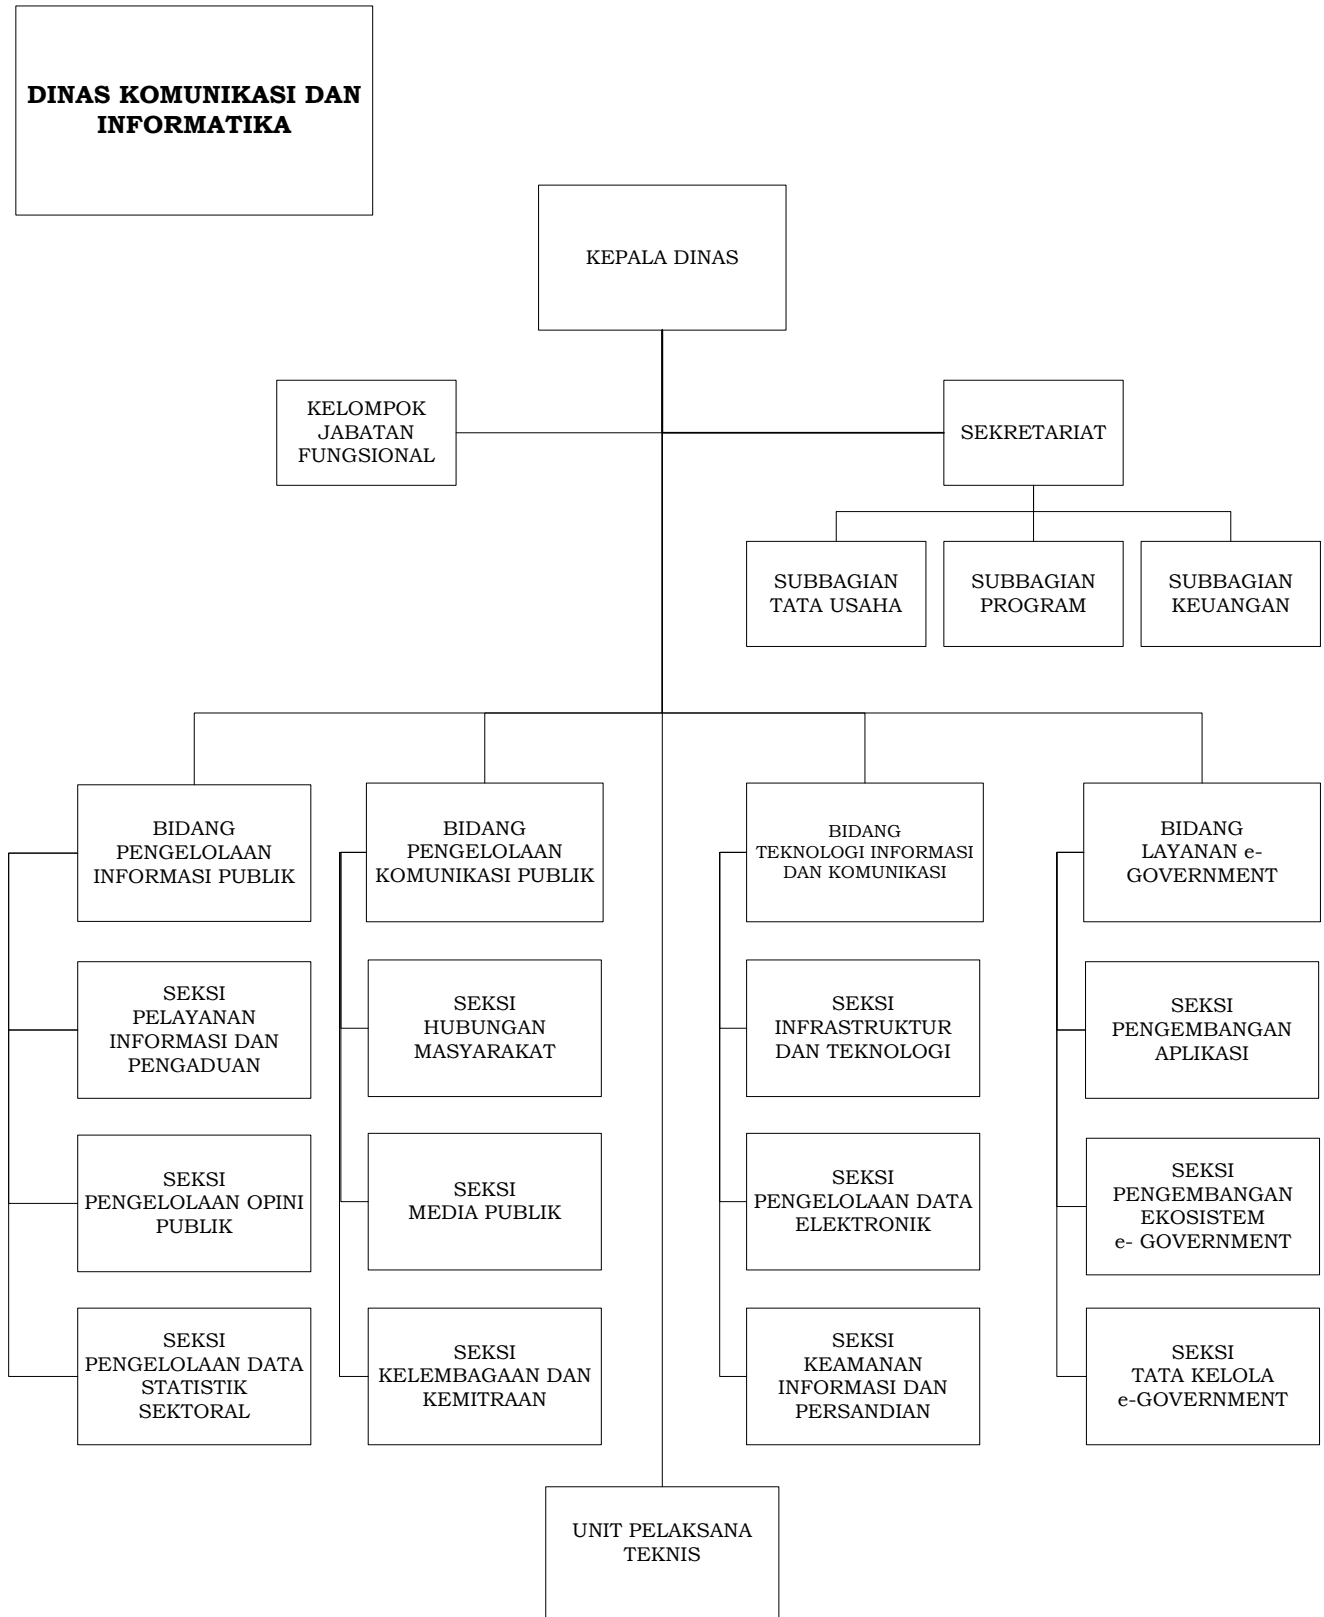 DINAS KOMUNIKASI DAN
INFORMATIKA
KEPALA DINAS
KELOMPOK
JABATAN
FUNGSIONAL
SEKRETARIAT
SUBBAGIAN
TATA USAHA
SUBBAGIAN
PROGRAM
SUBBAGIAN
KEUANGAN
BIDANG
PENGELOLAAN
INFORMASI PUBLIK
BIDANG
PENGELOLAAN
KOMUNIKASI PUBLIK
BIDANG
TEKNOLOGI INFORMASI
DAN KOMUNIKASI
BIDANG
LAYANAN e-
GOVERNMENT
SEKSI
PELAYANAN
INFORMASI DAN
PENGADUAN
SEKSI
HUBUNGAN
MASYARAKAT
SEKSI
INFRASTRUKTUR
DAN TEKNOLOGI
SEKSI
PENGEMBANGAN
APLIKASI
SEKSI
PENGELOLAAN OPINI
PUBLIK
SEKSI
MEDIA PUBLIK
SEKSI
PENGELOLAAN DATA
ELEKTRONIK
SEKSI
PENGEMBANGAN
EKOSISTEM
e- GOVERNMENT
SEKSI
PENGELOLAAN DATA
STATISTIK
SEKTORAL
SEKSI
KELEMBAGAAN DAN
KEMITRAAN
SEKSI
KEAMANAN
INFORMASI DAN
PERSANDIAN
SEKSI
TATA KELOLA
e-GOVERNMENT
UNIT PELAKSANA
TEKNIS